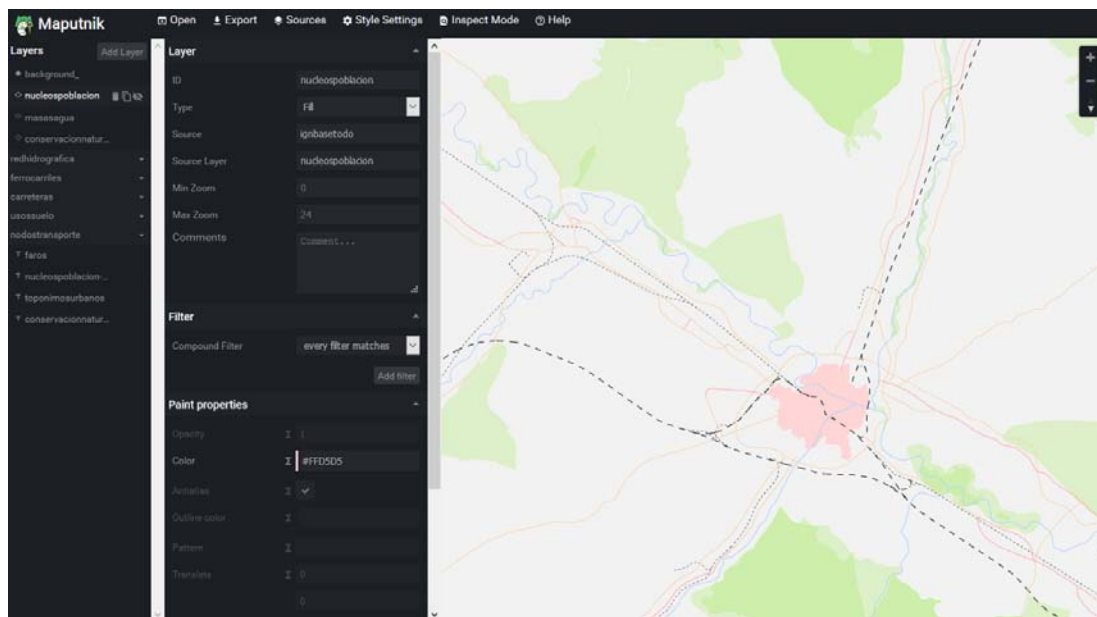 Maputnik
Open Export Sources Style Settings Inspect Mode Help
Layers Add Layer
background_
nucleospoblacion
masesagua
conservacionnatur...
redhidrografica
ferrocarriles
carreteras
usossuelo
nodostransporte
faros
nucleospoblacion-...
toponimosurbanos
conservacionnatur...
Layer
ID nucleospoblacion
Type Fill
Source ignbasetodo
Source Layer nucleospoblacion
Min Zoom 0
Max Zoom 24
Comments Comment...
Filter
Compound Filter every filter matches
Add filter
Paint properties
Opacity 1
Color #FFD5D5
Antialias
Outline color
Pattern
Translate 0
0